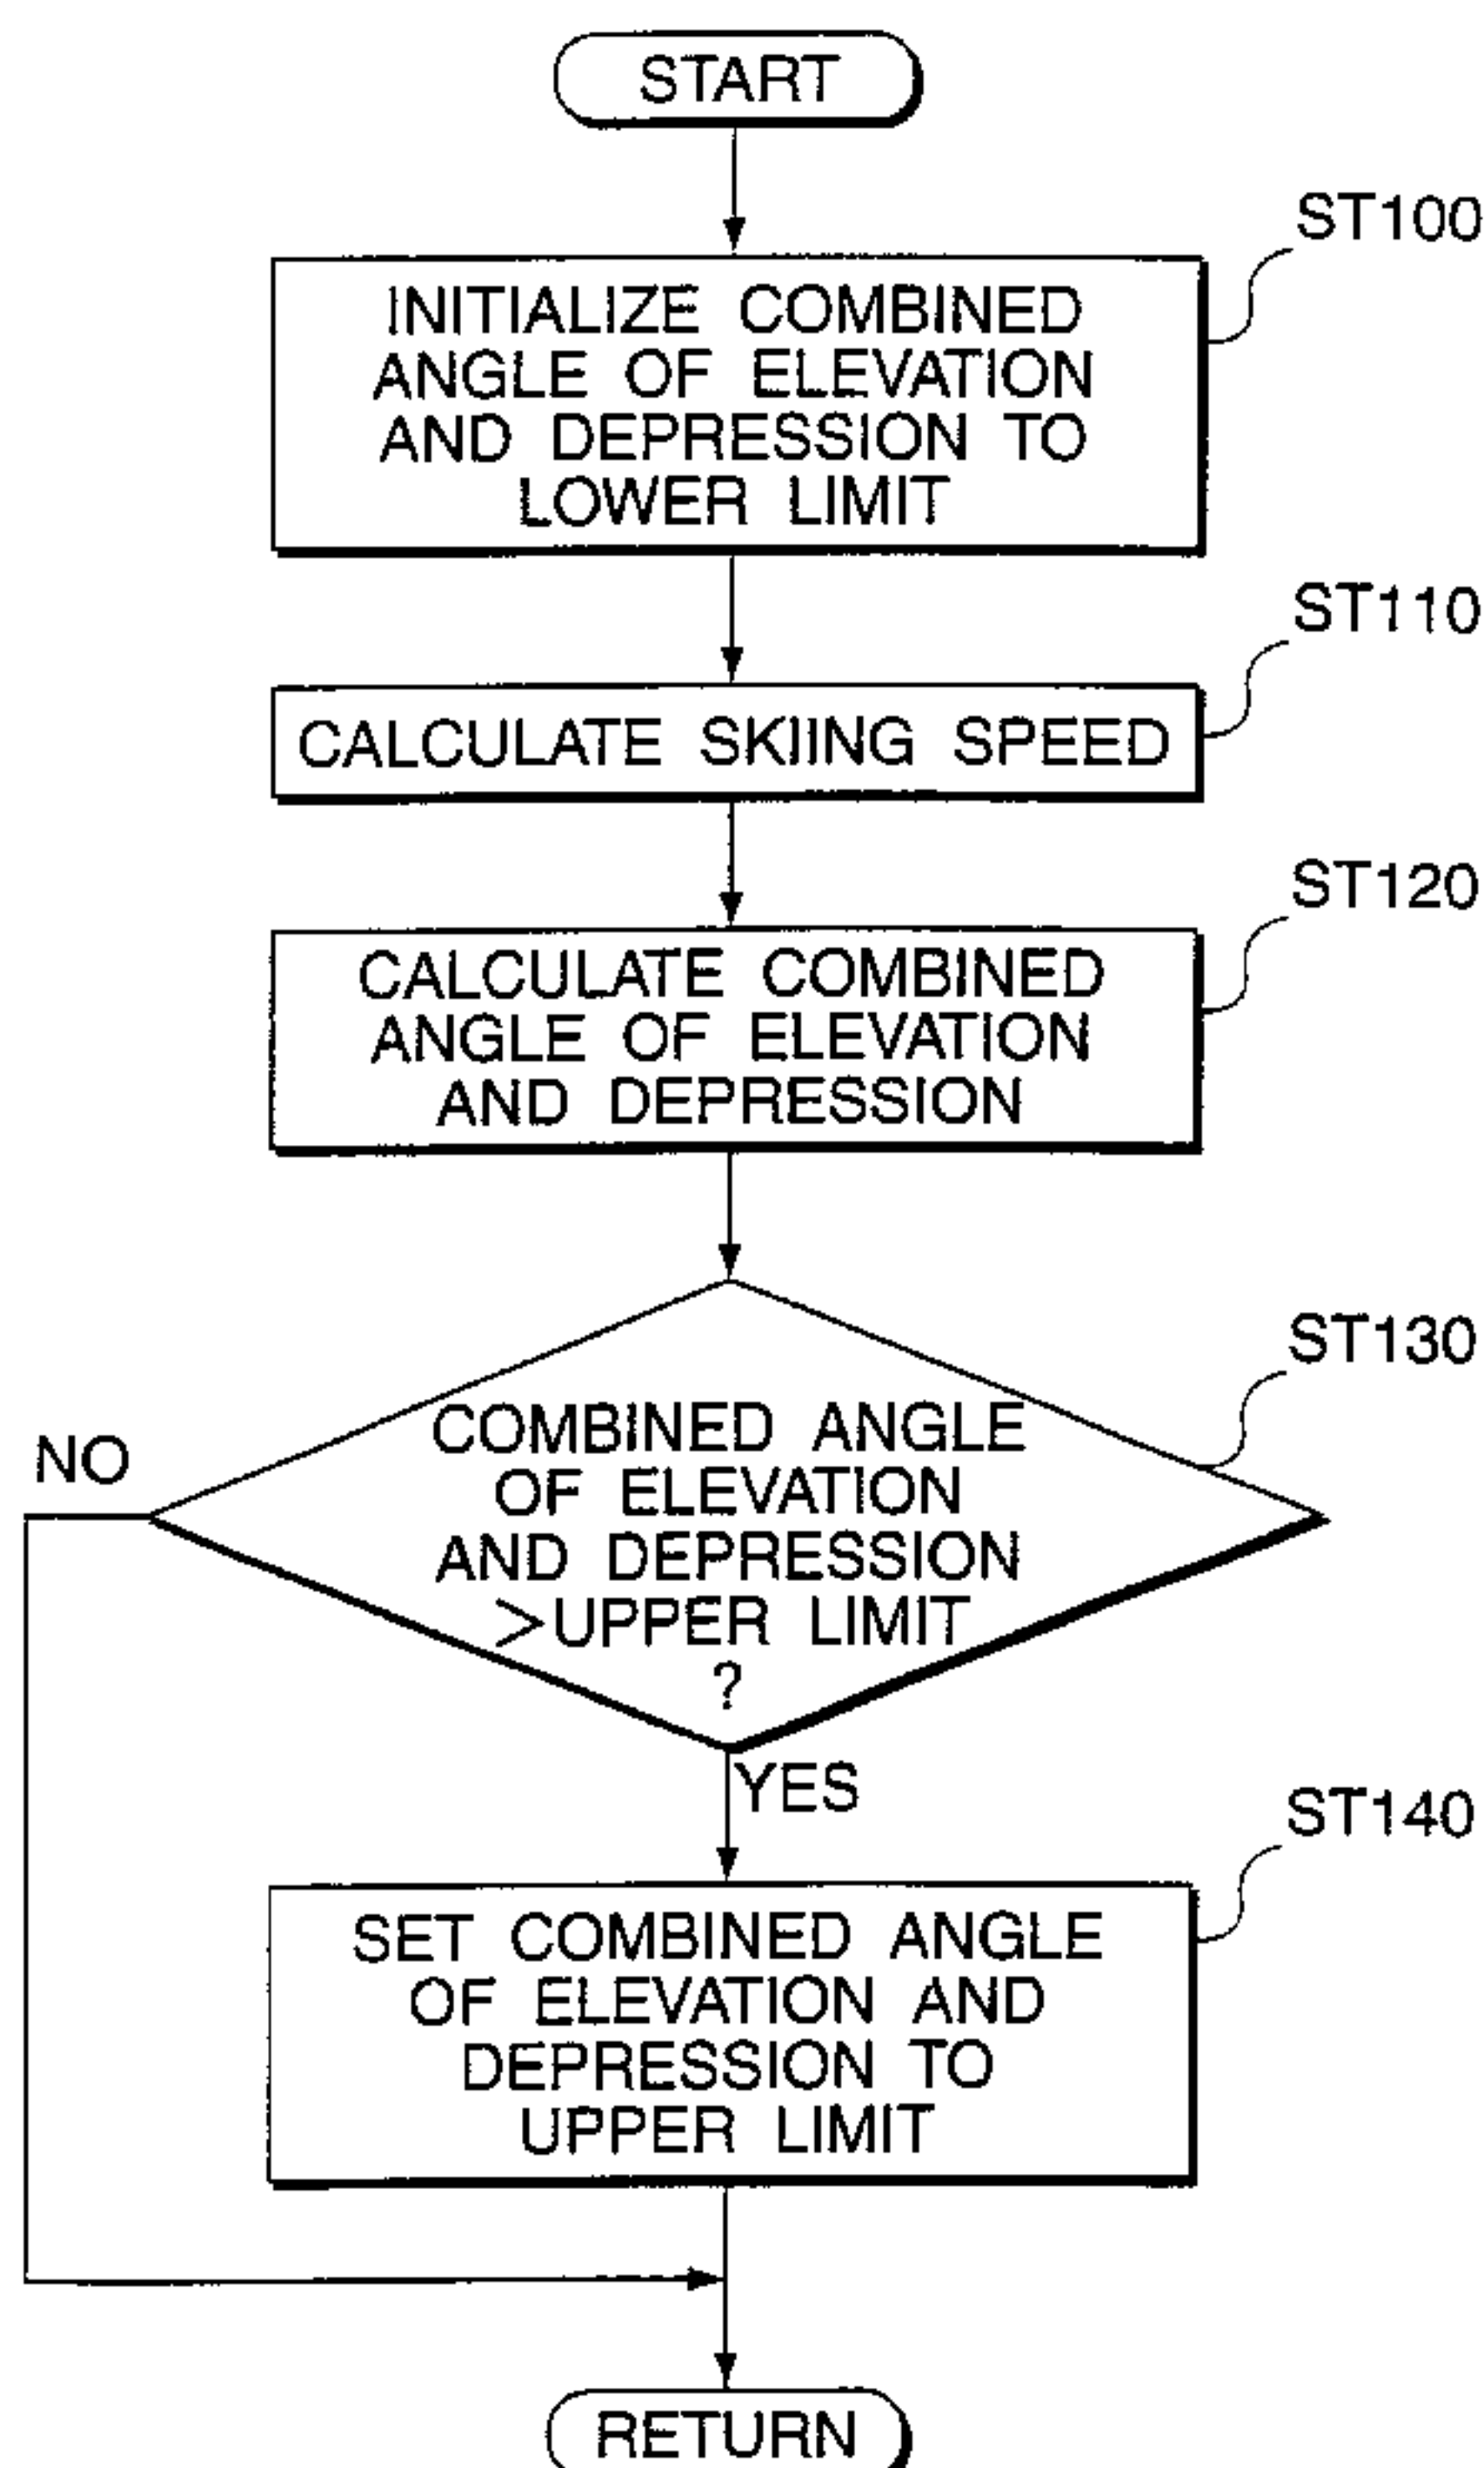 START
ST100
INITIALIZE COMBINED
ANGLE OF ELEVATION
AND DEPRESSION TO
LOWER LIMIT
ST110
CALCULATE SKIING SPEED
ST120
CALCULATE COMBINED
ANGLE OF ELEVATION
AND DEPRESSION
ST130
NO
COMBINED ANGLE
OF ELEVATION
AND DEPRESSION
>UPPER LIMIT
?
YES
ST140
SET COMBINED ANGLE
OF ELEVATION AND
DEPRESSION TO
UPPER LIMIT
RETURN